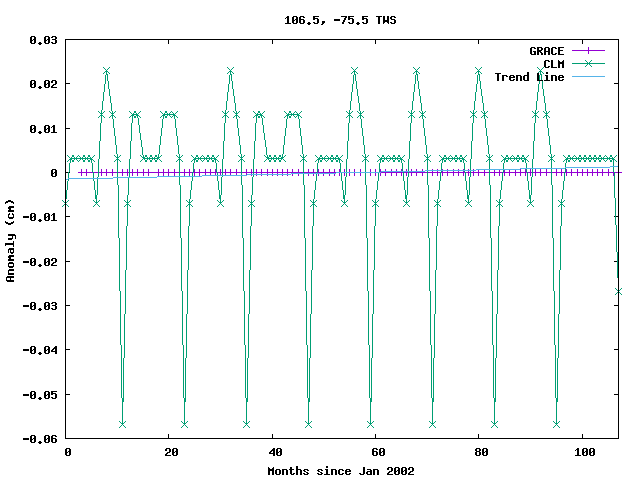 106.5, -75.5 TWS
GRACE
CLM
Trend Line
0.03
0.02
0.01
0
-0.01
-0.02
-0.03
-0.04
-0.05
-0.06
Anomaly (cm)
0 20 40 60 80 100
Months since Jan 2002